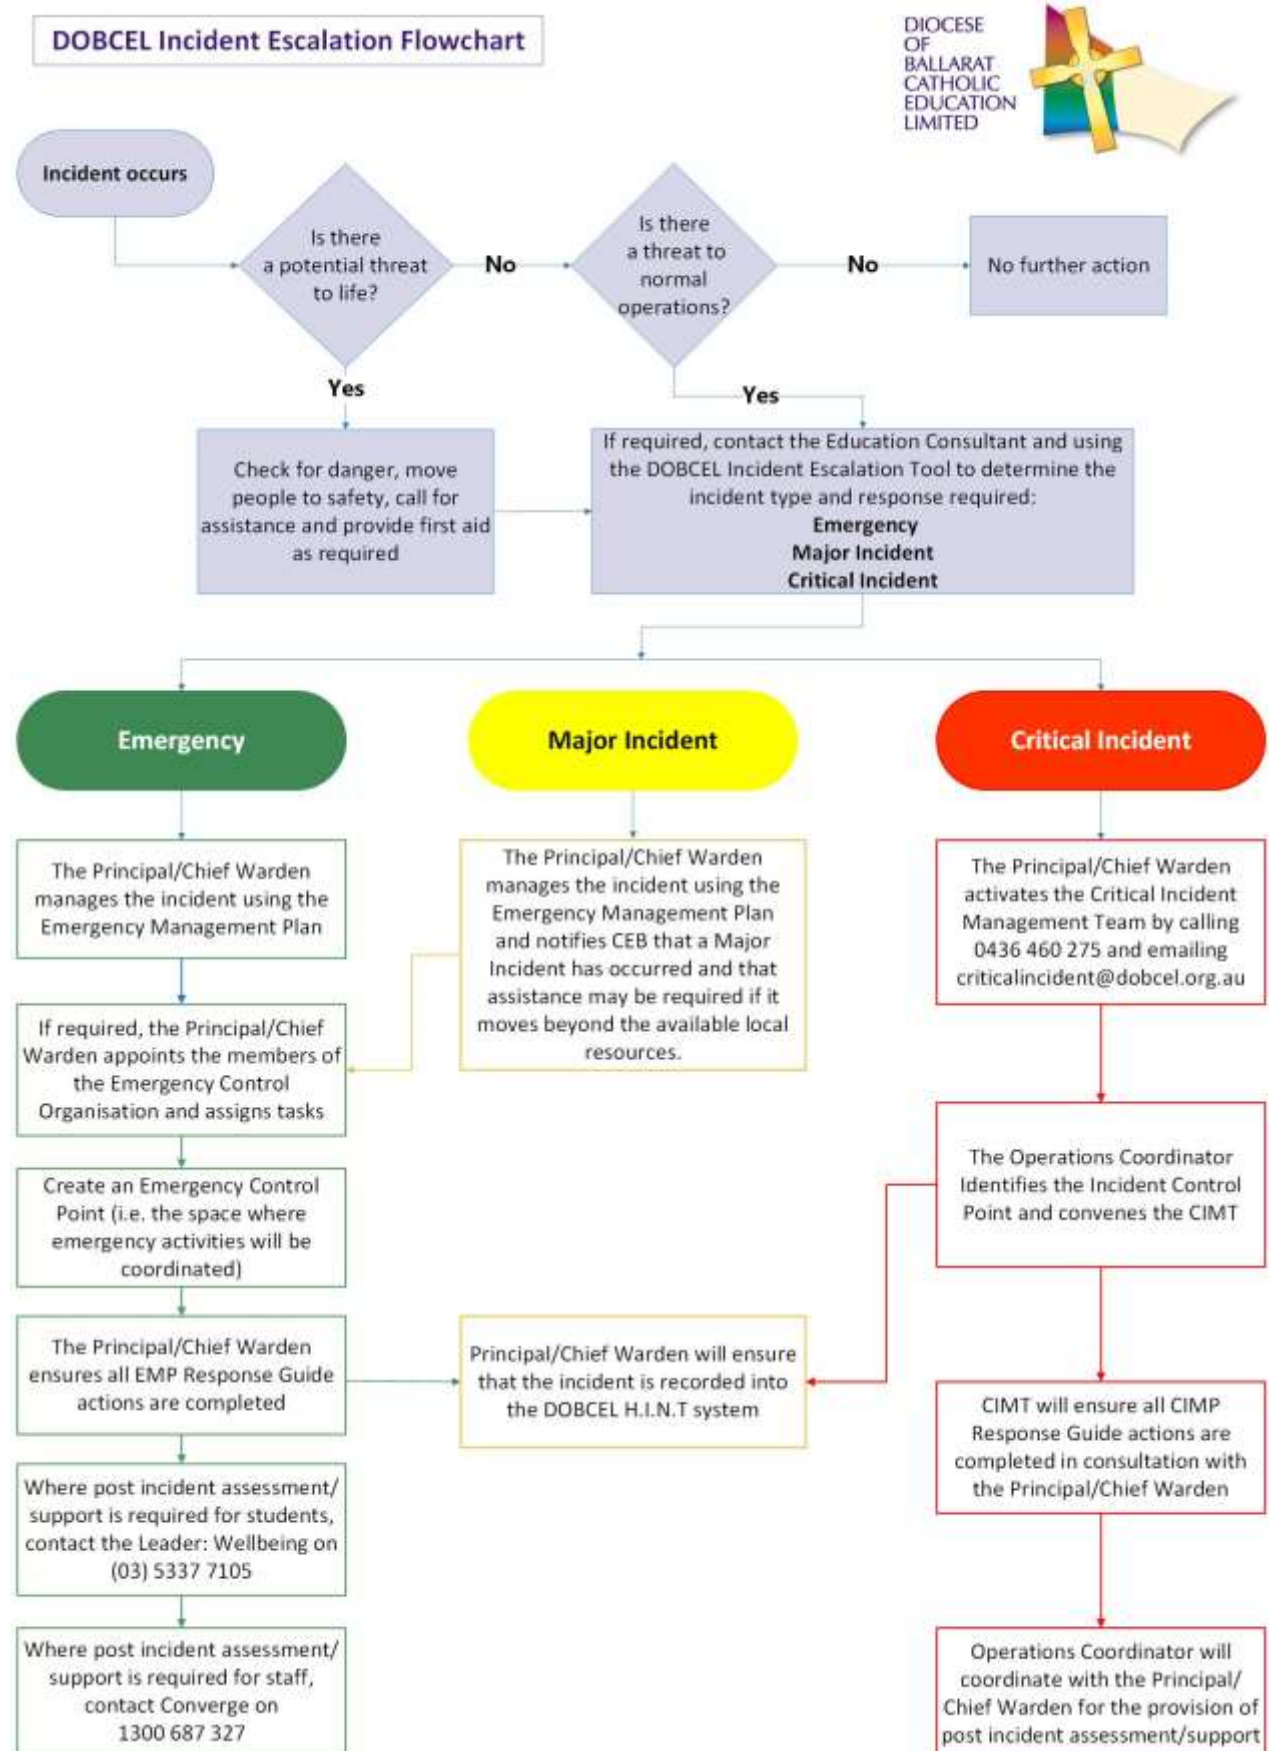 DOBCEL Incident Escalation Flowchart
DIOCESE
OF
BALLARAT
CATHOLIC
EDUCATION
LIMITED
Incident occurs
Is there
a potential threat
to life?
No
Is there
a threat to
normal
operations?
No
No further action
Yes
Yes
Check for danger, move
people to safety, call for
assistance and provide first aid
as required
If required, contact the Education Consultant and using
the DOBCEL Incident Escalation Tool to determine the
incident type and response required:
Emergency
Major Incident
Critical Incident
Emergency
Major Incident
Critical Incident
The Principal/Chief Warden
manages the incident using the
Emergency Management Plan
If required, the Principal/Chief
Warden appoints the members of
the Emergency Control
Organisation and assigns tasks
Create an Emergency Control
Point (i.e. the space where
emergency activities will be
coordinated)
The Principal/Chief Warden
ensures all EMP Response Guide
actions are completed
Where post incident assessment/
support is required for students,
contact the Leader: Wellbeing on
(03) 5337 7105
Where post incident assessment/
support is required for staff,
contact Converge on
1300 687 327
The Principal/Chief Warden
manages the incident using the
Emergency Management Plan
and notifies CEB that a Major
Incident has occurred and that
assistance may be required if it
moves beyond the available local
resources.
Principal/Chief Warden will ensure
that the incident is recorded into
the DOBCEL H.I.N.T system
The Principal/Chief Warden
activates the Critical Incident
Management Team by calling
0436 460 275 and emailing
criticalincident@dobcel.org.au
The Operations Coordinator
Identifies the Incident Control
Point and convenes the CIMT
CIMT will ensure all CIMP
Response Guide actions are
completed in consultation with
the Principal/Chief Warden
Operations Coordinator will
coordinate with the Principal/
Chief Warden for the provision of
post incident assessment/support